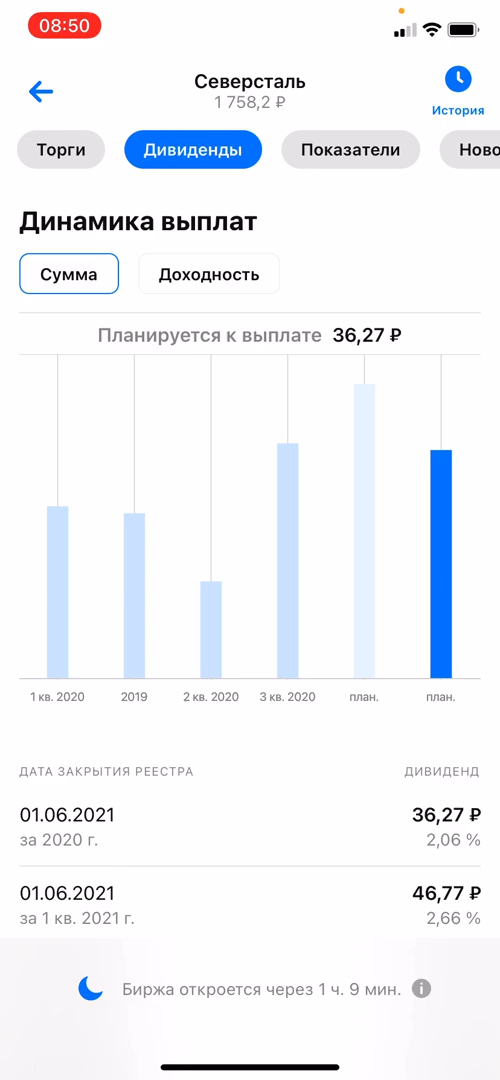 08:50
Северсталь
1 758,2 ₽
История
Торги
Дивиденды
Показатели
Ново
Динамика выплат
Сумма
Доходность
Планируется к выплате 36,27 ₽
1 кв. 2020 2019 2 кв. 2020 3 кв. 2020 план. план.
ДАТА ЗАКРЫТИЯ РЕЕСТРА ДИВИДЕНД
01.06.2021 36,27 ₽
за 2020 г. 2,06 %
01.06.2021 46,77 ₽
за 1 кв. 2021 г. 2,66 %
Биржа откроется через 1 ч. 9 мин.